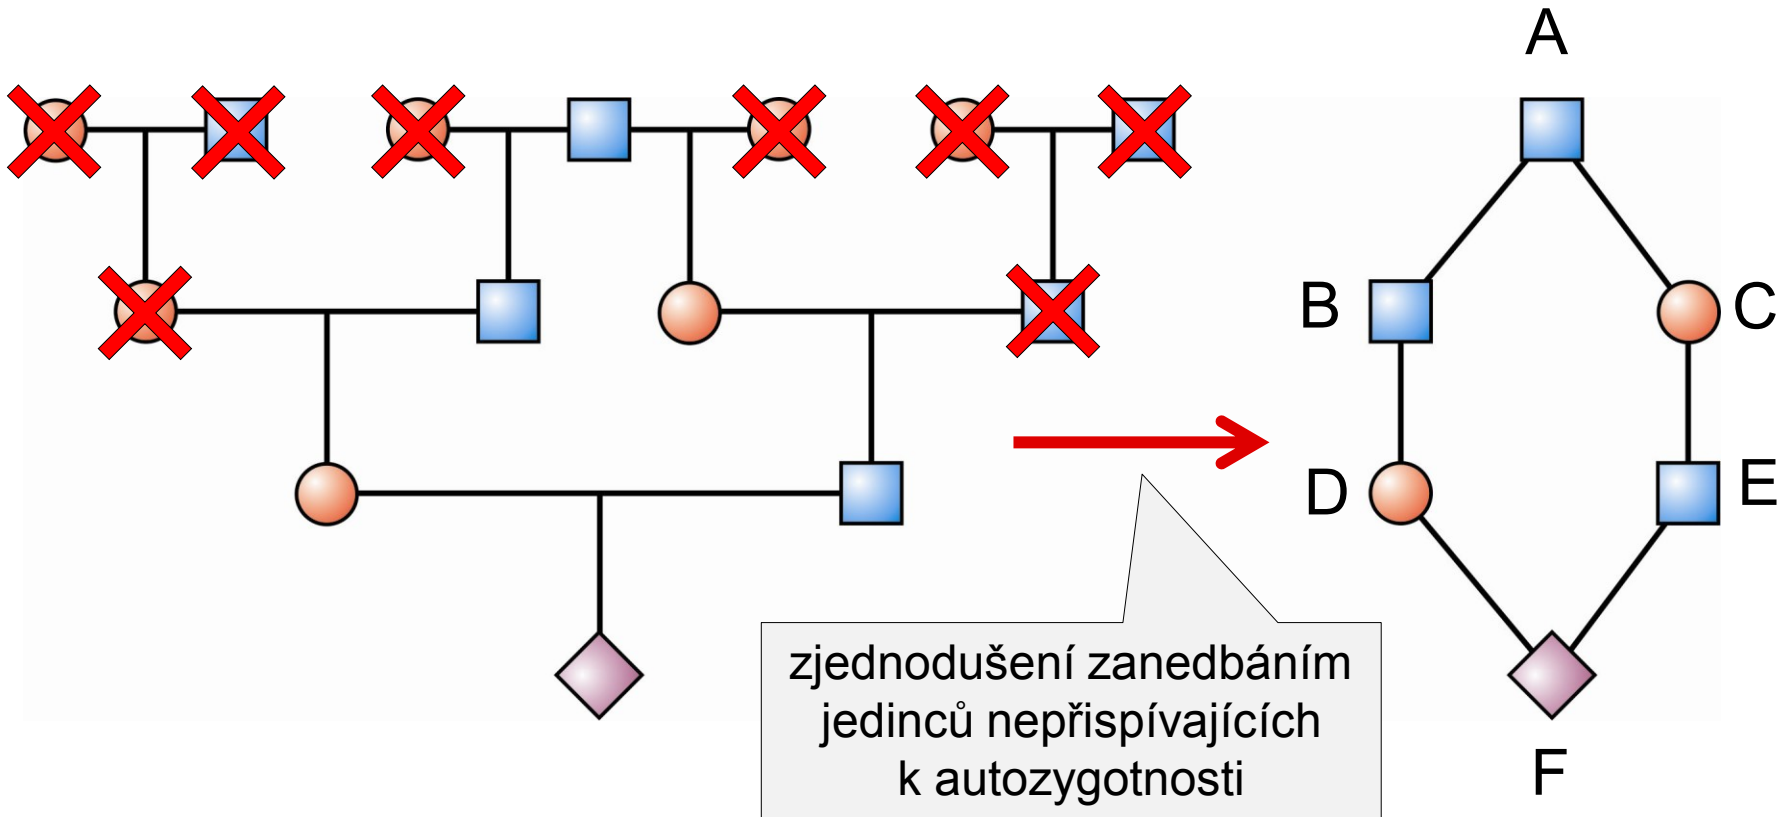 A
B
C
D
E
zjednodušení zanedbáním
jedinců nepřispívajících
k autozygotnosti
F